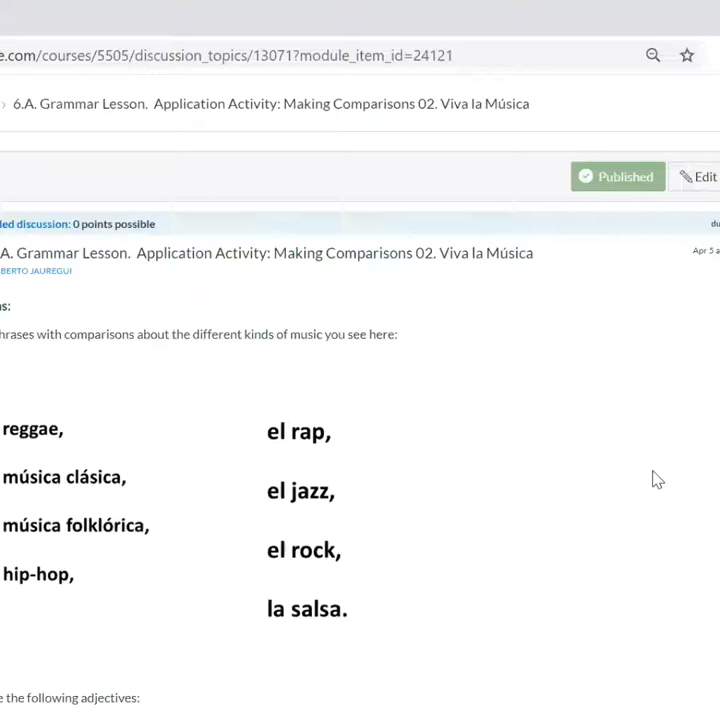 e.com/courses/5505/discussion_topics/13071?module_item_id=24121
› 6.A. Grammar Lesson. Application Activity: Making Comparisons 02. Viva la Música
Published Edit
led discussion: 0 points possible du
A. Grammar Lesson. Application Activity: Making Comparisons 02. Viva la Música Apr 5 a
BERTO JAUREGUI
ns:
hrases with comparisons about the different kinds of music you see here:
reggae, el rap,
música clásica, el jazz,
música folklórica, el rock,
hip-hop, la salsa.
e the following adjectives: